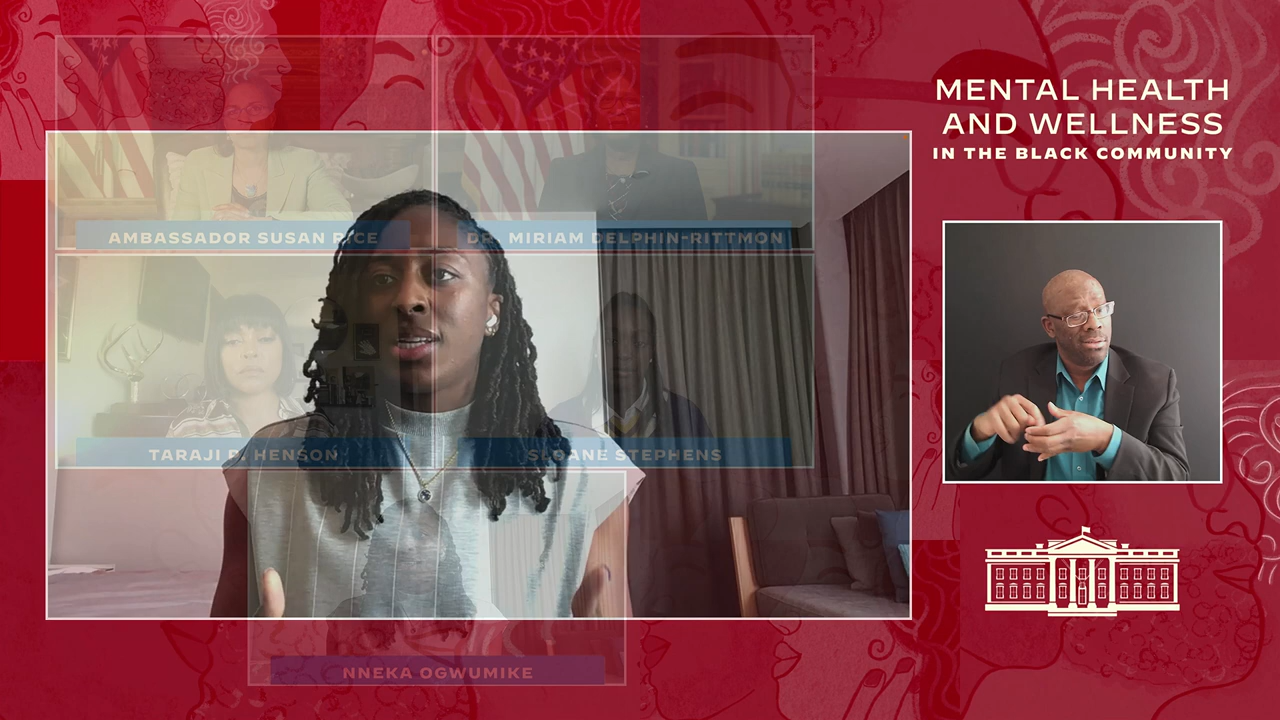 MENTAL HEALTH
AND WELLNESS
IN THE BLACK COMMUNITY
AMBASSADOR SUSAN RICE
DR. MIRIAM DELPHIN-RITTMON
TARAJI P. HENSON
SLOANE STEPHENS
NNEKA OGWUMIKE